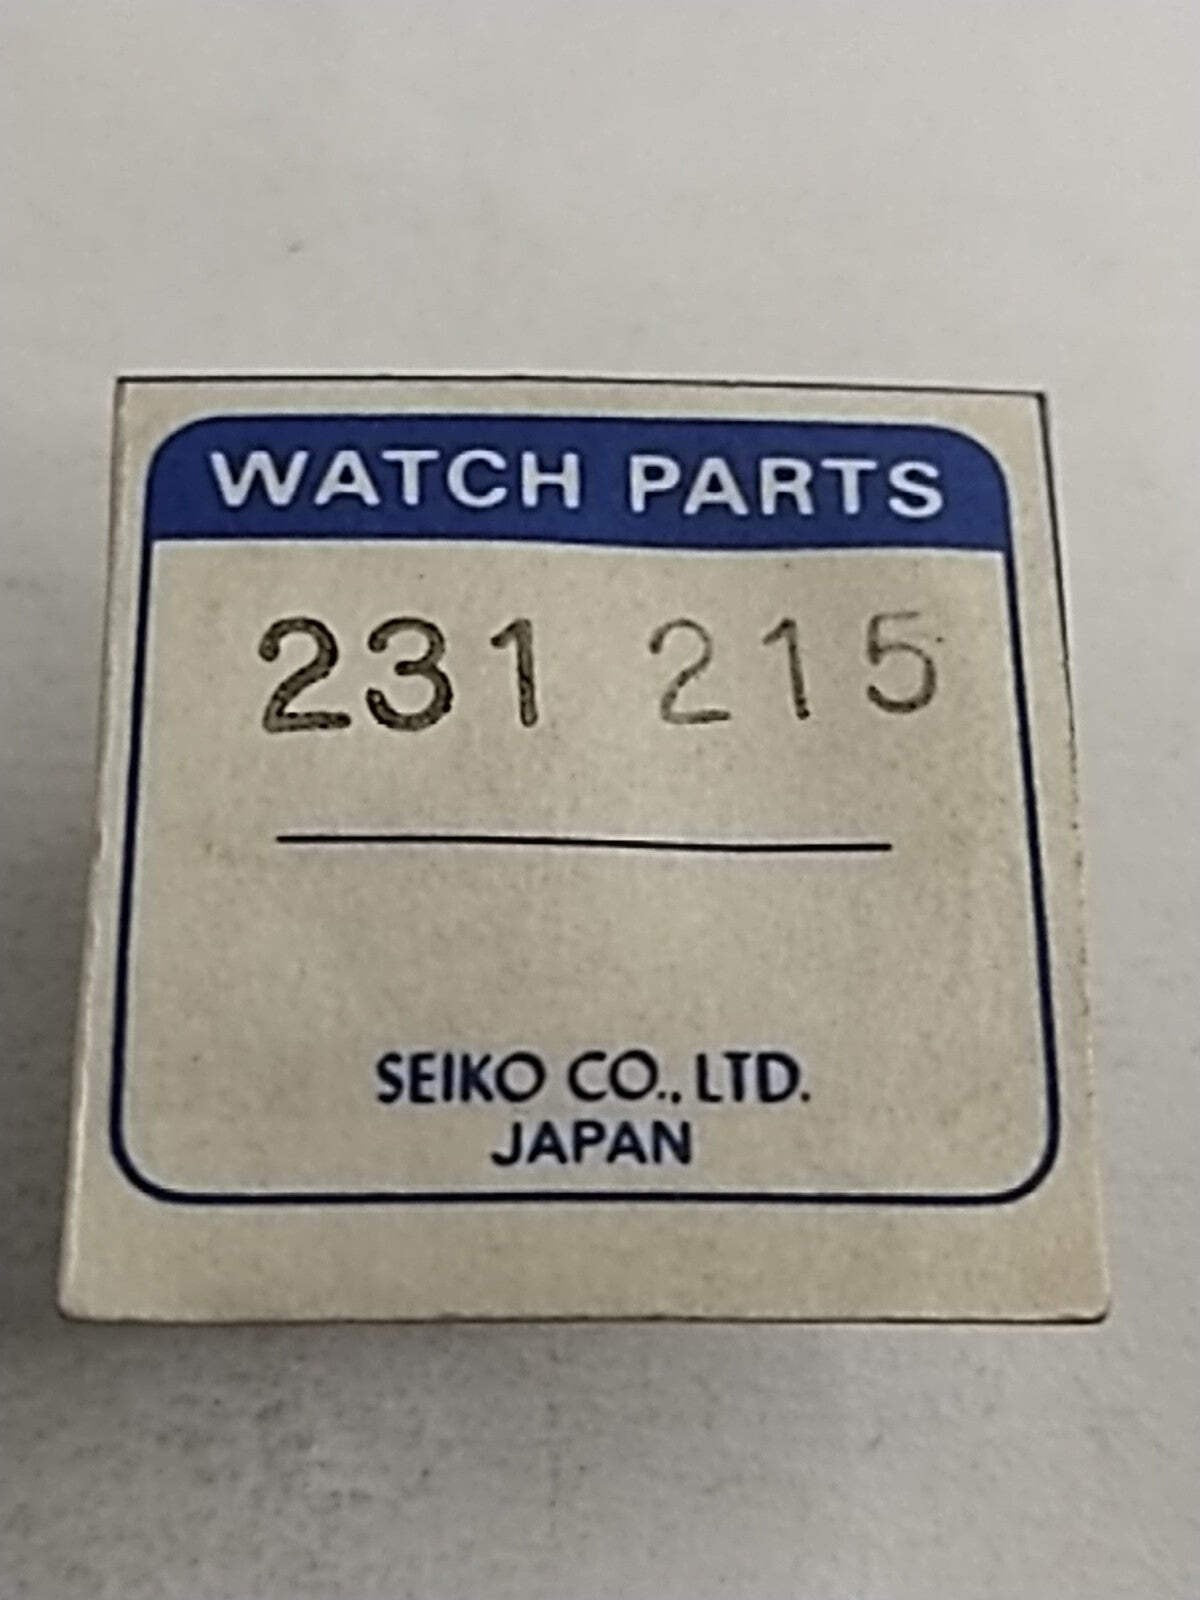 WATCH PARTS
231 215
SEIKO CO., LTD.
JAPAN